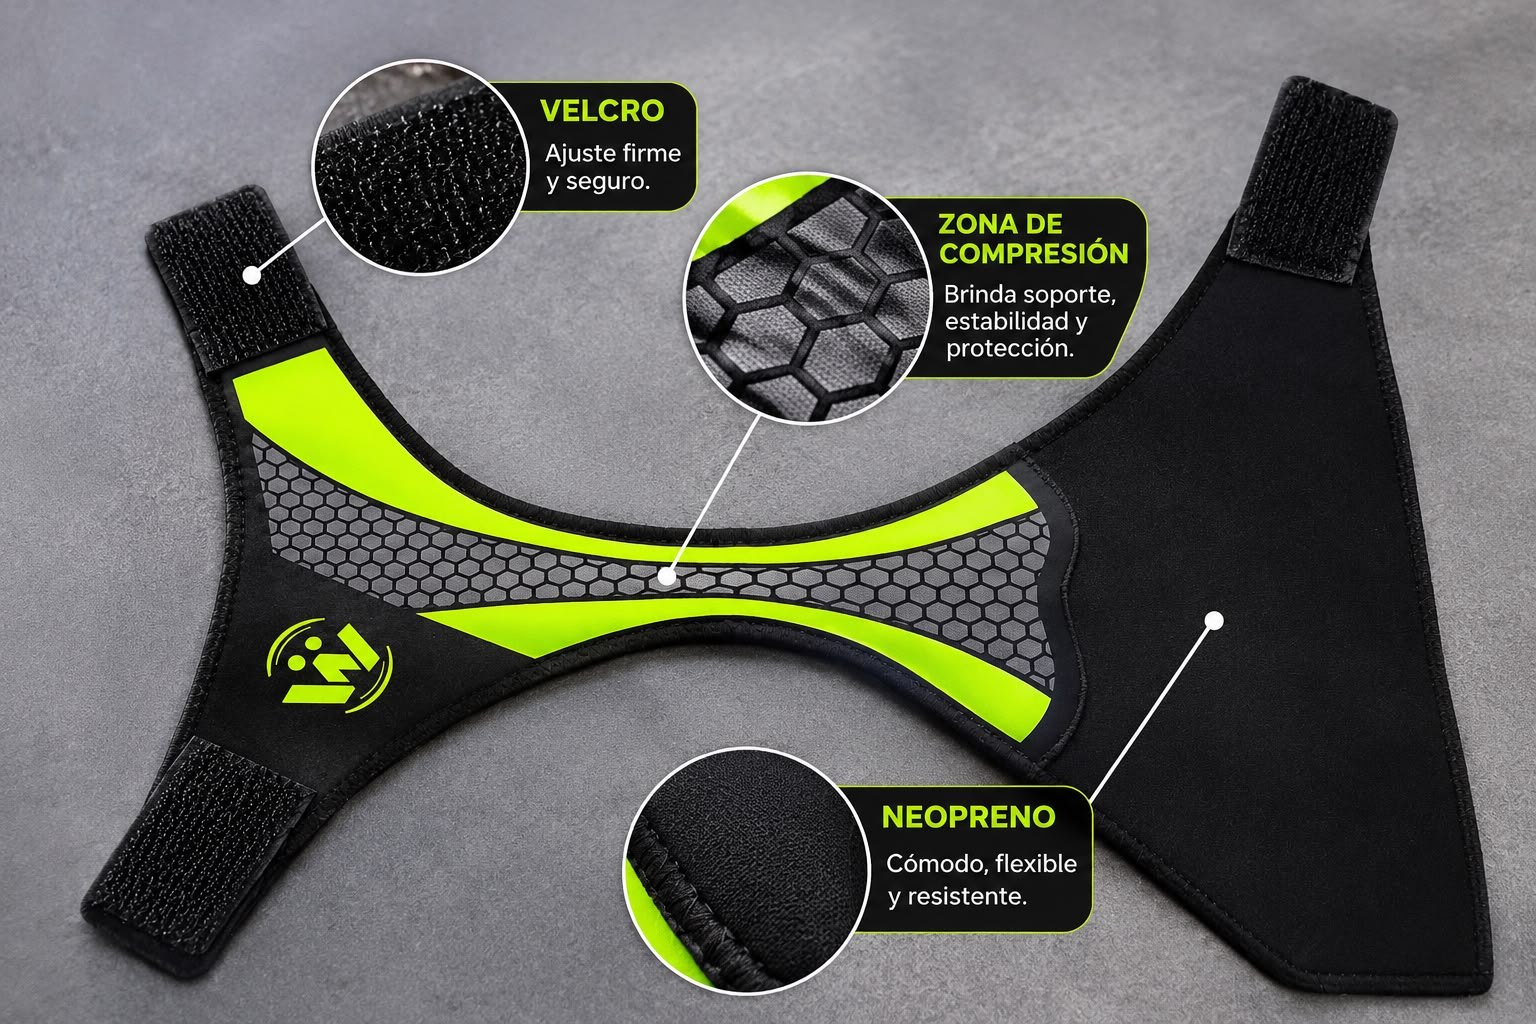 VELCRO
Ajuste firme
y seguro.
ZONA DE
COMPRESIÓN
Brinda soporte,
estabilidad y
protección.
NEOPRENO
Cómodo, flexible
y resistente.